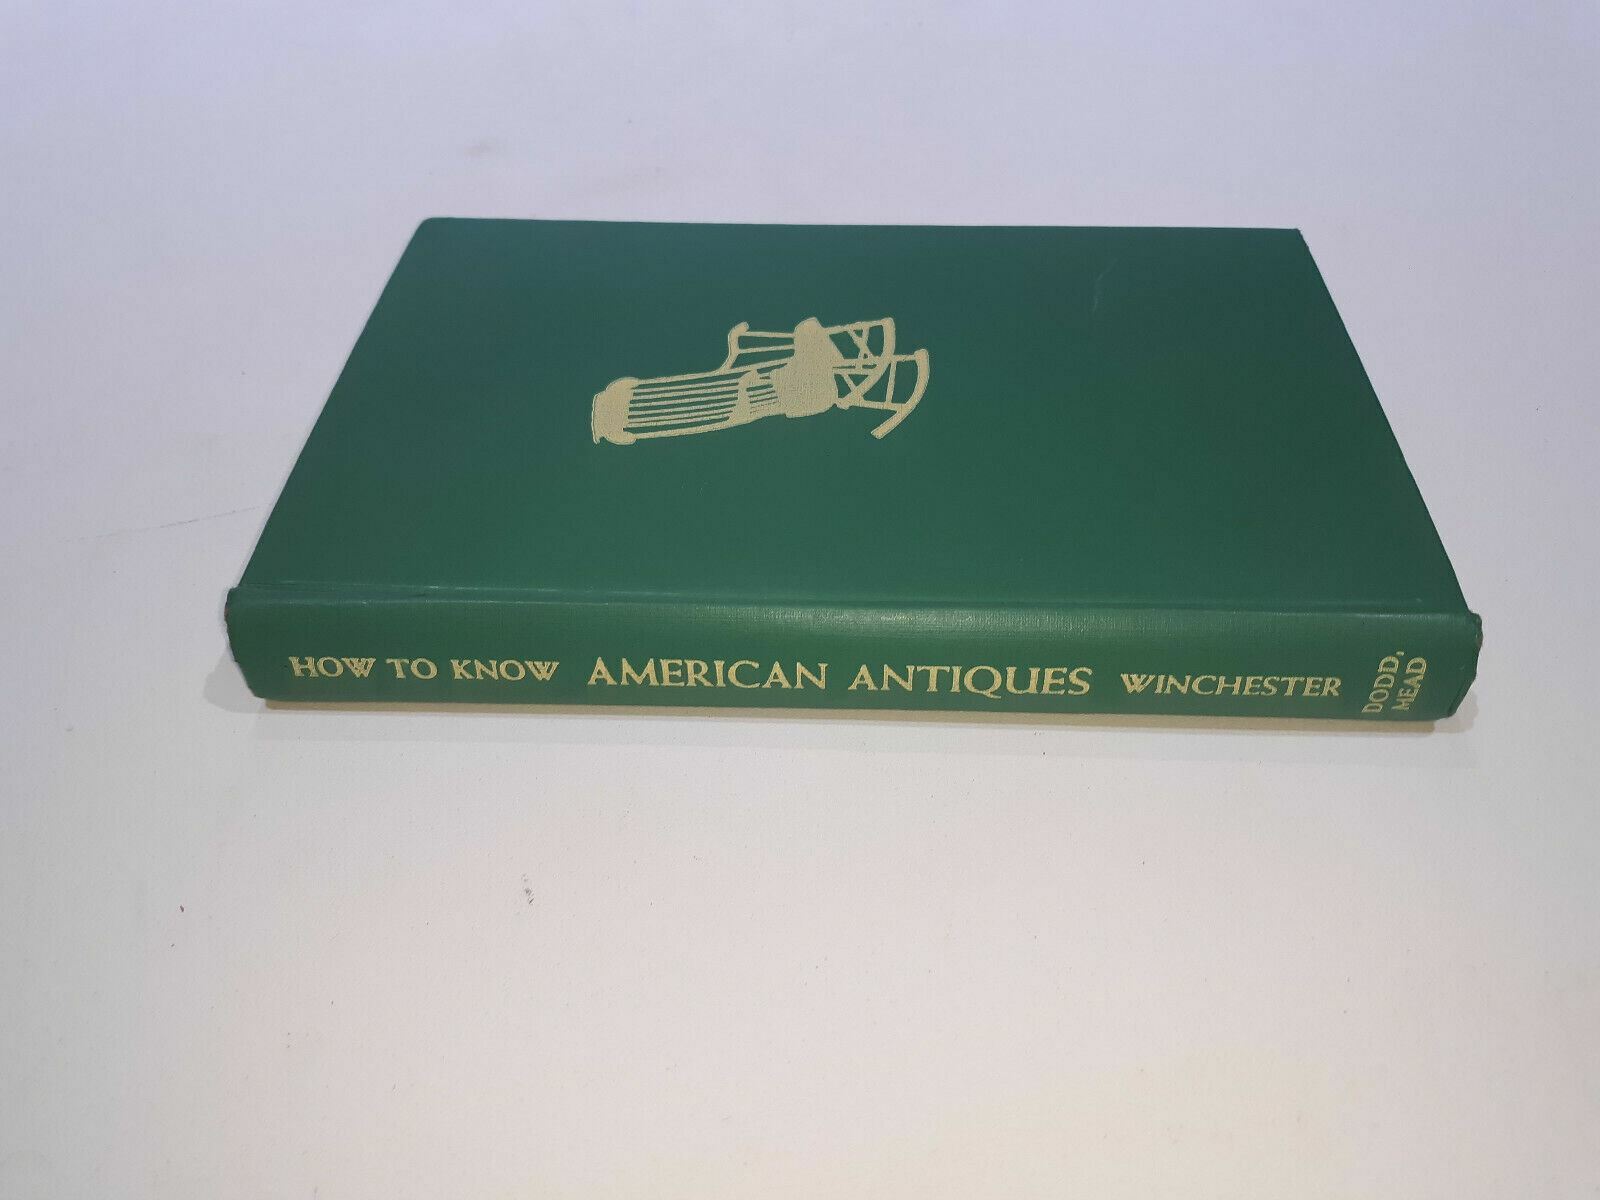 HOW TO KNOW AMERICAN ANTIQUES WINCHESTER
DODD,
MEAD